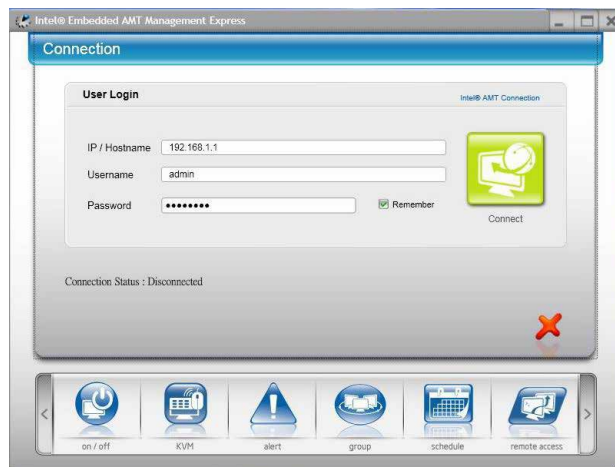 Intel® Embedded AMT Management Express
Connection
User Login
Intel® AMT Connection
IP / Hostname 192.168.1.1
Username admin
Password ●●●●●●●● Remember
Connect
Connection Status : Disconnected
on / off KVM alert group schedule remote access